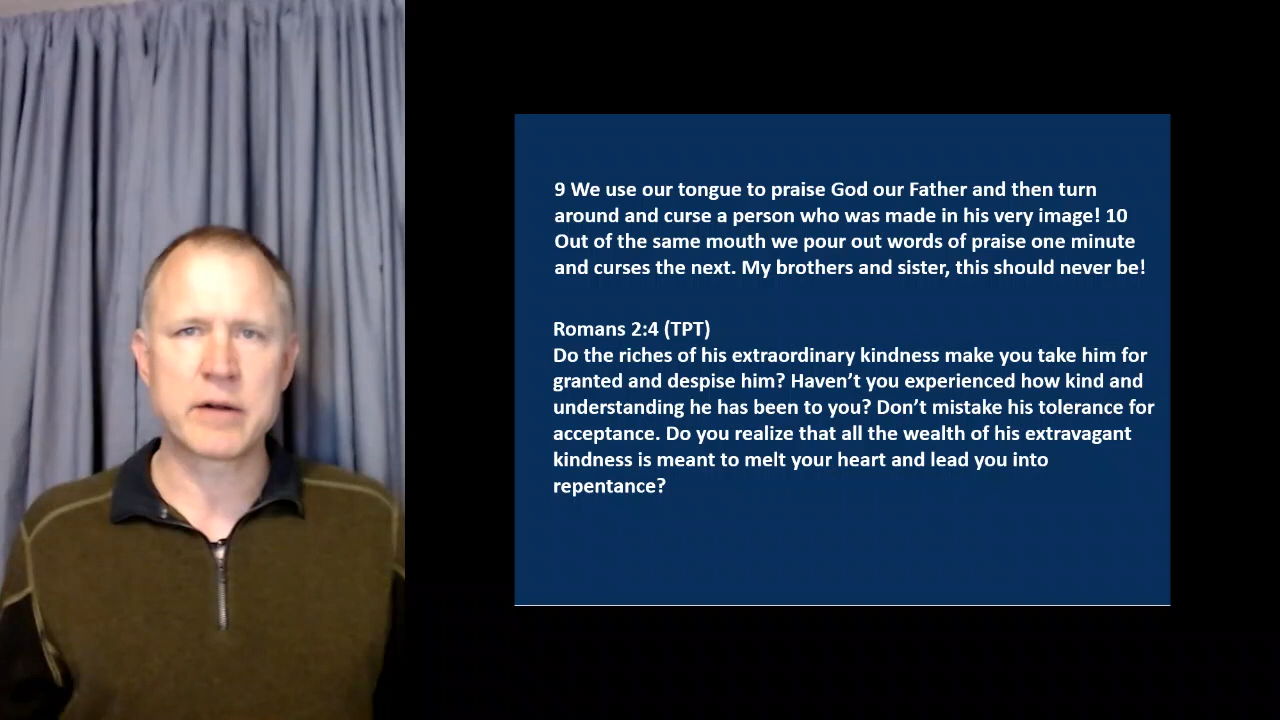 9 We use our tongue to praise God our Father and then turn
around and curse a person who was made in his very image! 10
Out of the same mouth we pour out words of praise one minute
and curses the next. My brothers and sister, this should never be!
Romans 2:4 (TPT)
Do the riches of his extraordinary kindness make you take him for
granted and despise him? Haven’t you experienced how kind and
understanding he has been to you? Don’t mistake his tolerance for
acceptance. Do you realize that all the wealth of his extravagant
kindness is meant to melt your heart and lead you into
repentance?